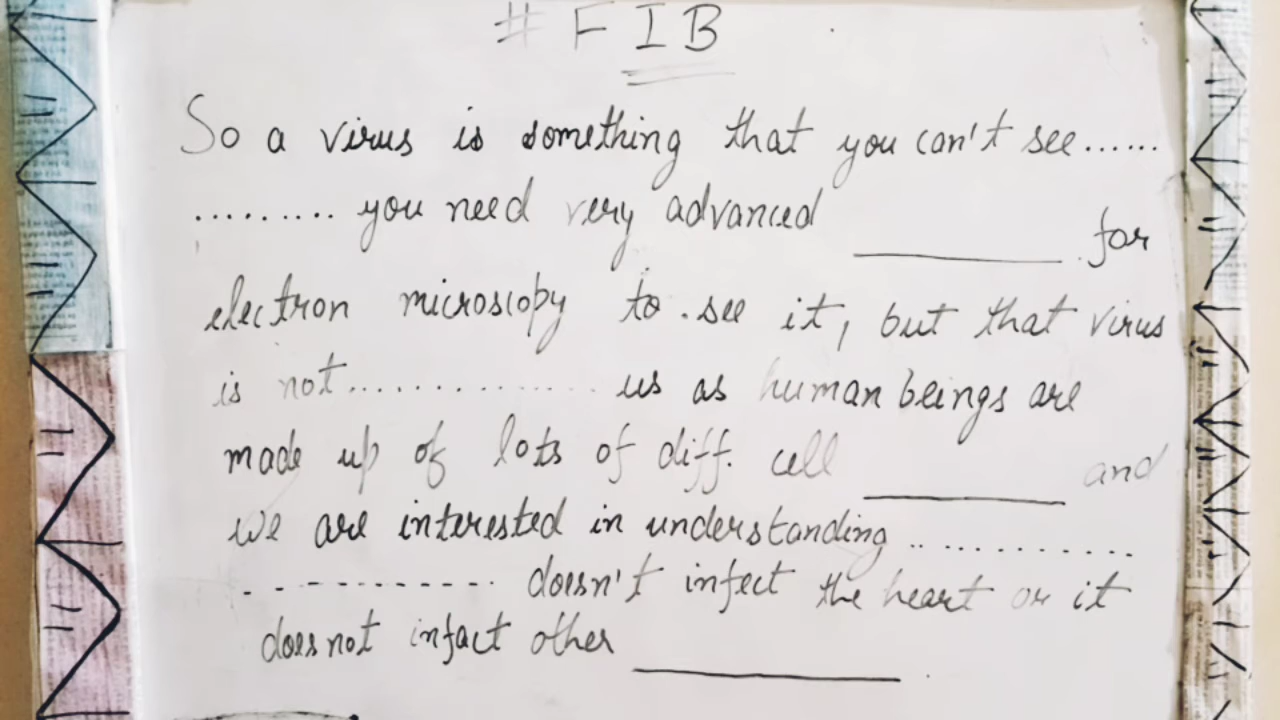 # FIB
So a virus is something that you can't see......
......... you need very advanced ________ for
electron microscopy to see it, but that virus
is not.............. us as human beings are
made up of lots of diff. cell ________ and
we are interested in understanding .............
............ doesn't infect the heart or it
does not infact other ________.